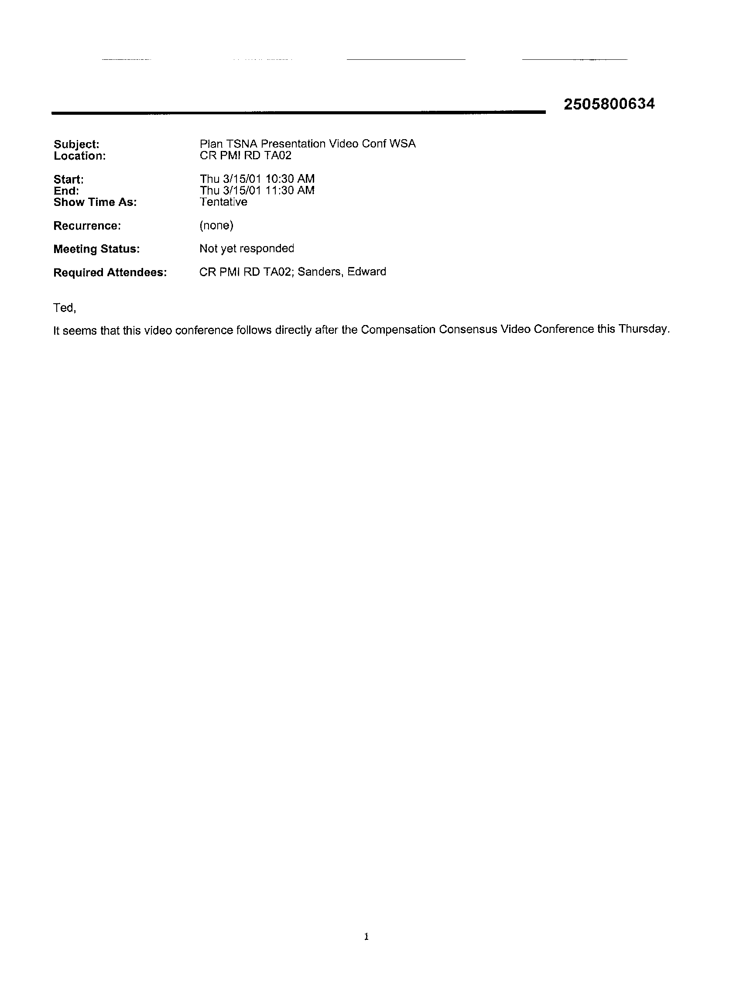 2505800634
Subject: Plan TSNA Presentation Video Conf WSA
Location: CR PMI RD TA02
Start: Thu 3/15/01 10:30 AM
End: Thu 3/15/01 11:30 AM
Show Time As: Tentative
Recurrence: (none)
Meeting Status: Not yet responded
Required Attendees: CR PMI RD TA02; Sanders, Edward
Ted,
It seems that this video conference follows directly after the Compensation Consensus Video Conference this Thursday.
1